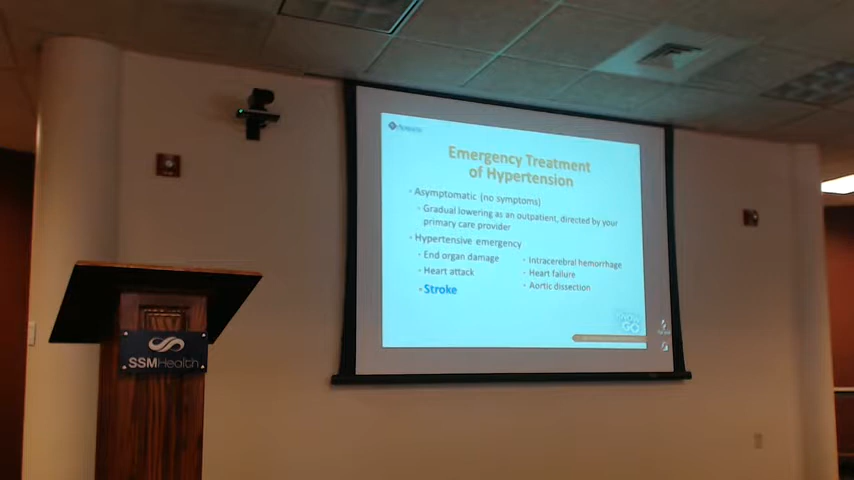 Emergency Treatment
of Hypertension
Asymptomatic (no symptoms)
Gradual lowering as an outpatient, directed by your
primary care provider
Hypertensive emergency
End organ damage
Heart attack
Stroke
Intracerebral hemorrhage
Heart failure
Aortic dissection
GO
SSMHealth